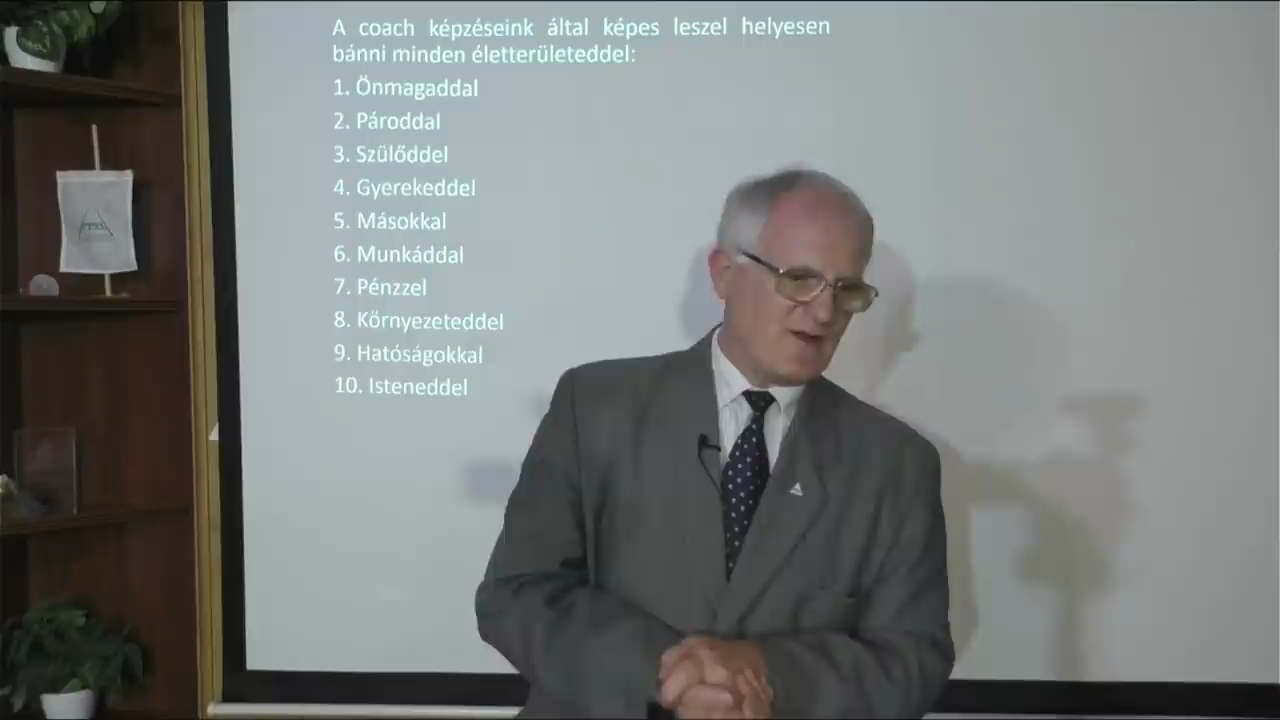 A coach képzéseink által képes leszel helyesen
bánni minden életterületeddel:
1. Önmagaddal
2. Pároddal
3. Szülőddel
4. Gyerekeddel
5. Másokkal
6. Munkáddal
7. Pénzzel
8. Környezeteddel
9. Hatóságokkal
10. Isteneddel